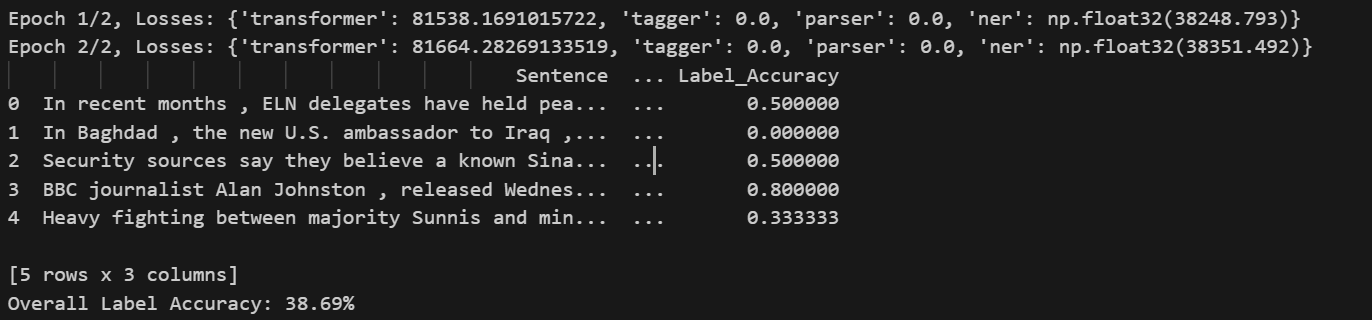 Epoch 1/2, Losses: {'transformer': 81538.1691015722, 'tagger': 0.0, 'parser': 0.0, 'ner': np.float32(38248.793)}
Epoch 2/2, Losses: {'transformer': 81664.28269133519, 'tagger': 0.0, 'parser': 0.0, 'ner': np.float32(38351.492)}
Sentence ... Label_Accuracy
0 In recent months , ELN delegates have held pea... ... 0.500000
1 In Baghdad , the new U.S. ambassador to Iraq ,... ... 0.000000
2 Security sources say they believe a known Sina... ... 0.500000
3 BBC journalist Alan Johnston , released Wednes... ... 0.800000
4 Heavy fighting between majority Sunnis and min... ... 0.333333
[5 rows x 3 columns]
Overall Label Accuracy: 38.69%